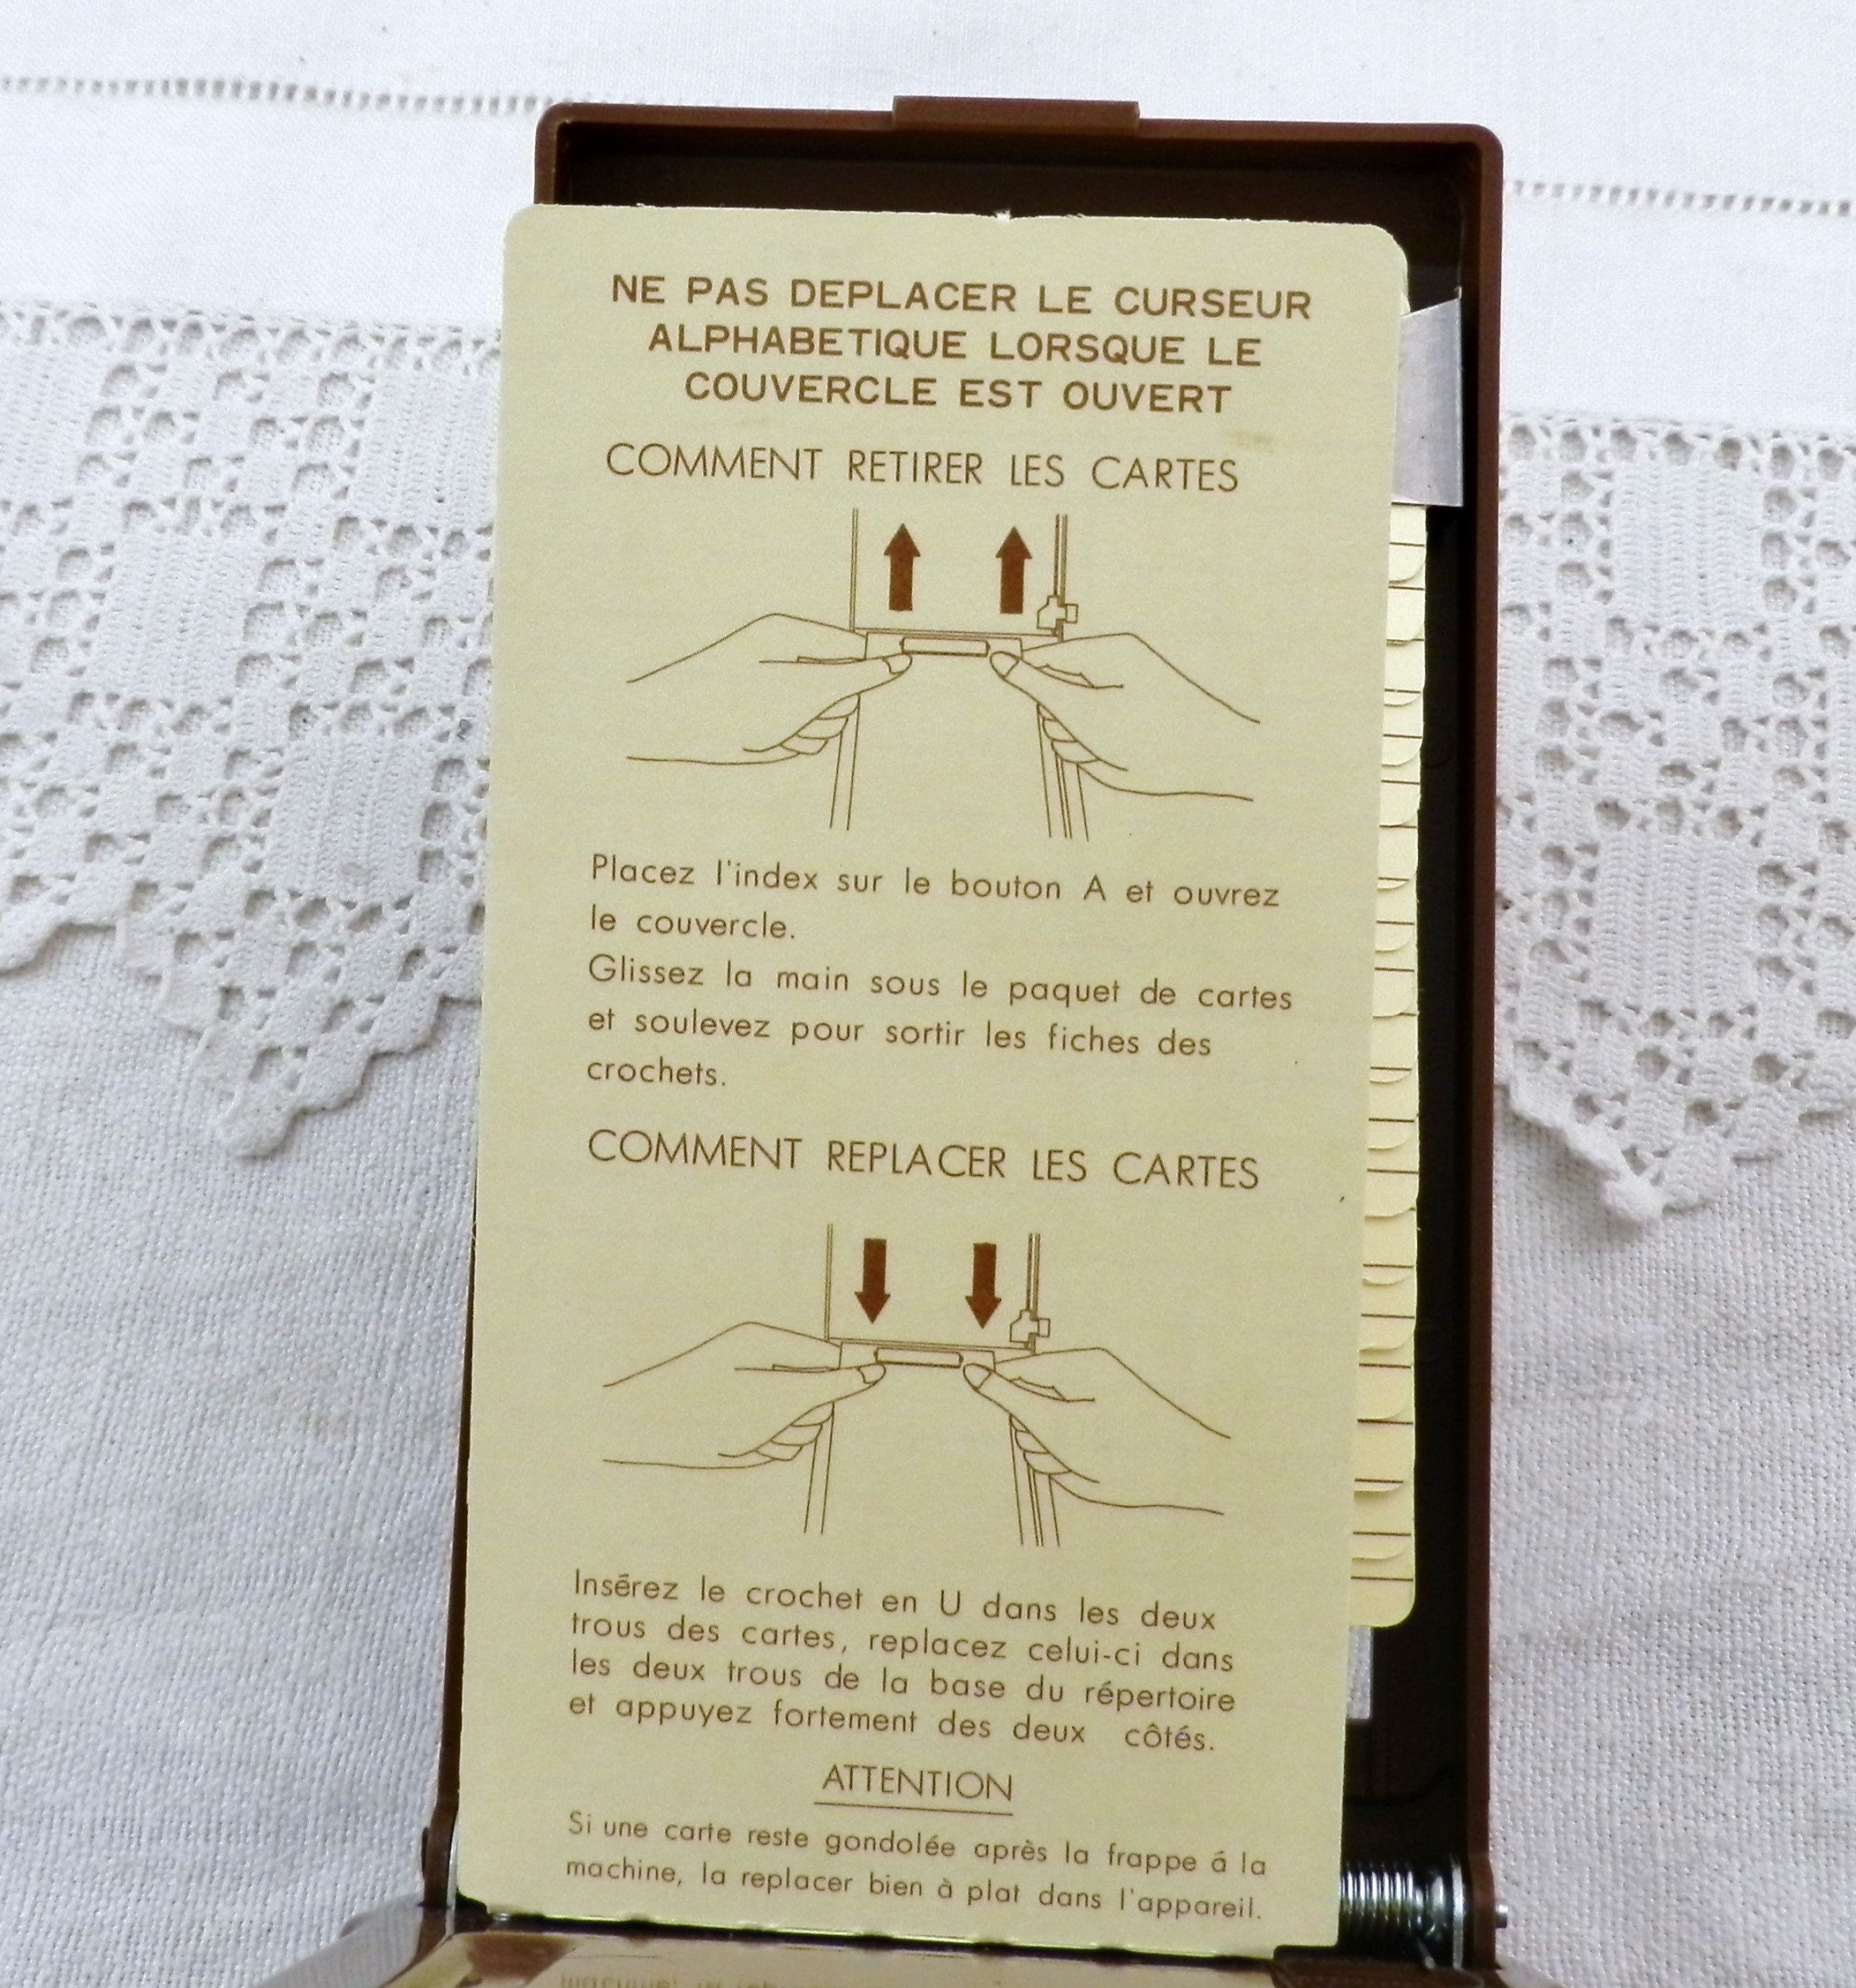 NE PAS DEPLACER LE CURSEUR
ALPHABETIQUE LORSQUE LE
COUVERCLE EST OUVERT
COMMENT RETIRER LES CARTES
Placez l'index sur le bouton A et ouvrez
le couvercle.
Glissez la main sous le paquet de cartes
et soulevez pour sortir les fiches des
crochets.
COMMENT REPLACER LES CARTES
Insérez le crochet en U dans les deux
trous des cartes, replacez celui-ci dans
les deux trous de la base du répertoire
et appuyez fortement des deux côtés.
ATTENTION
Si une carte reste gondolée après la frappe á la
machine, la replacer bien à plat dans l'appareil.